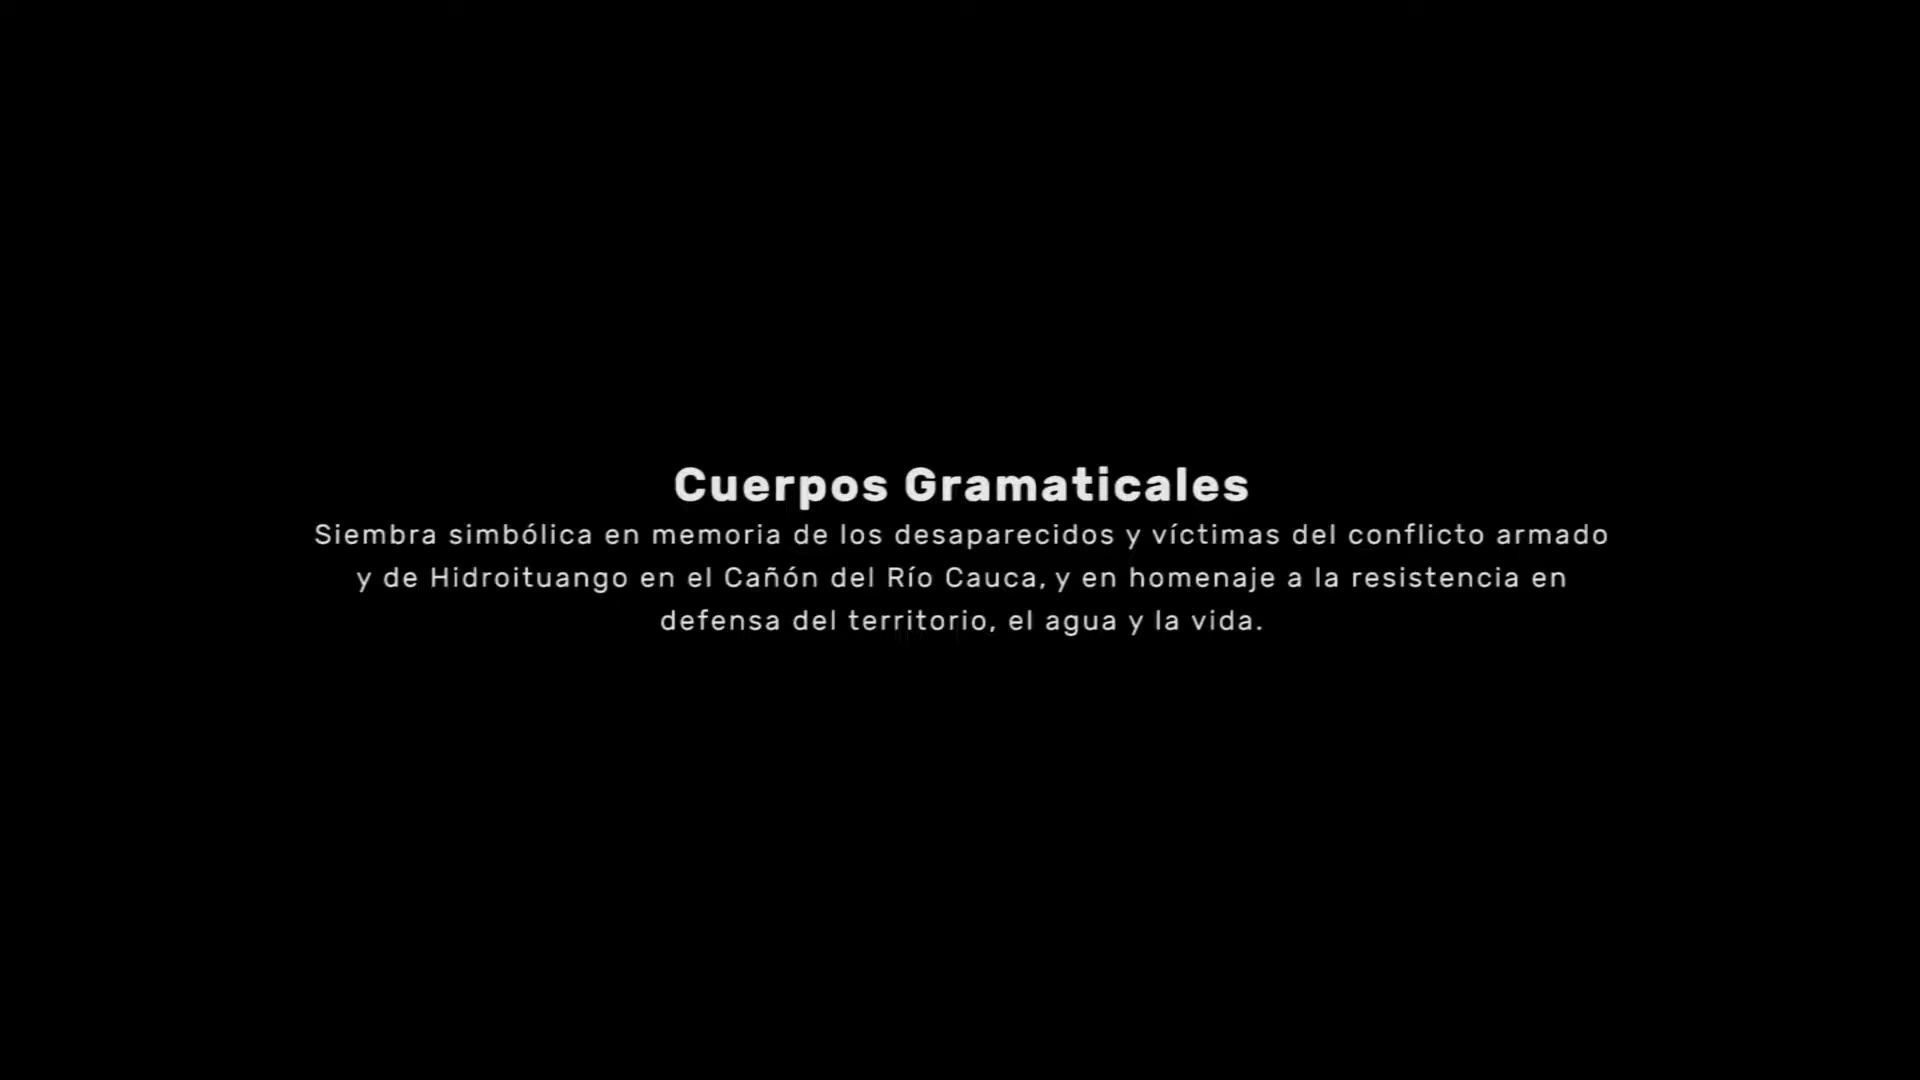 Cuerpos Gramaticales
Siembra simbólica en memoria de los desaparecidos y víctimas del conflicto armado
y de Hidroituango en el Cañón del Río Cauca, y en homenaje a la resistencia en
defensa del territorio, el agua y la vida.